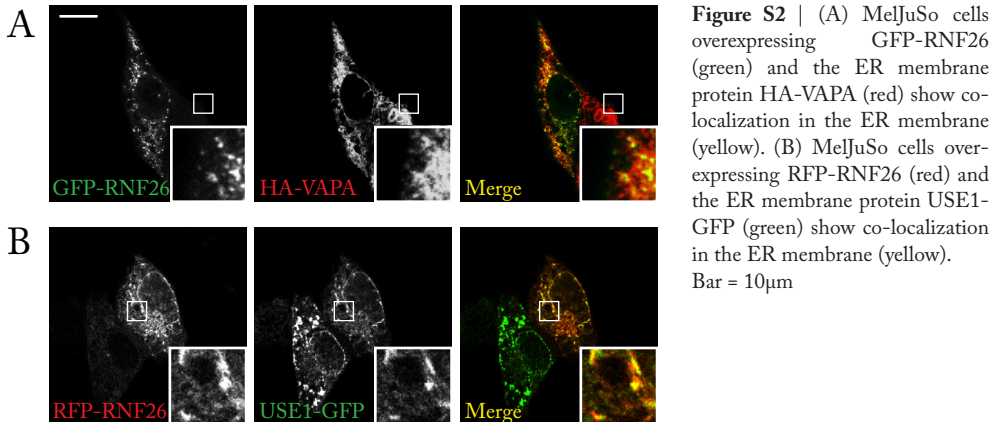 A
GFP-RNF26
HA-VAPA
Merge
B
RFP-RNF26
USE1-GFP
Merge
Figure S2 | (A) MelJuSo cells
overexpressing GFP-RNF26
(green) and the ER membrane
protein HA-VAPA (red) show co-
localization in the ER membrane
(yellow). (B) MelJuSo cells over-
expressing RFP-RNF26 (red) and
the ER membrane protein USE1-
GFP (green) show co-localization
in the ER membrane (yellow).
Bar = 10μm